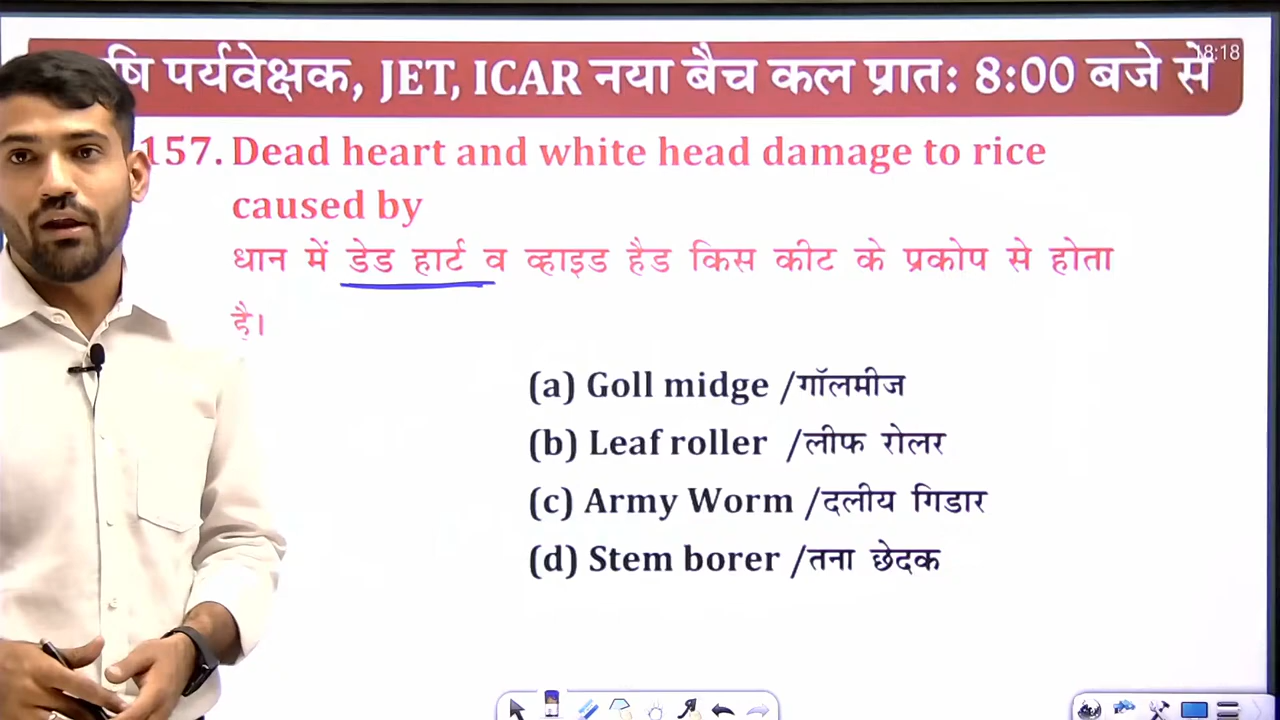 षि पर्यवेक्षक, JET, ICAR नया बैच कल प्रातः 8:00 बजे से
18:18
157. Dead heart and white head damage to rice
caused by
धान में डेड हार्ट व व्हाइड हैड किस कीट के प्रकोप से होता
है।
(a) Goll midge /गॉलमीज
(b) Leaf roller /लीफ रोलर
(c) Army Worm /दलीय गिडार
(d) Stem borer /तना छेदक